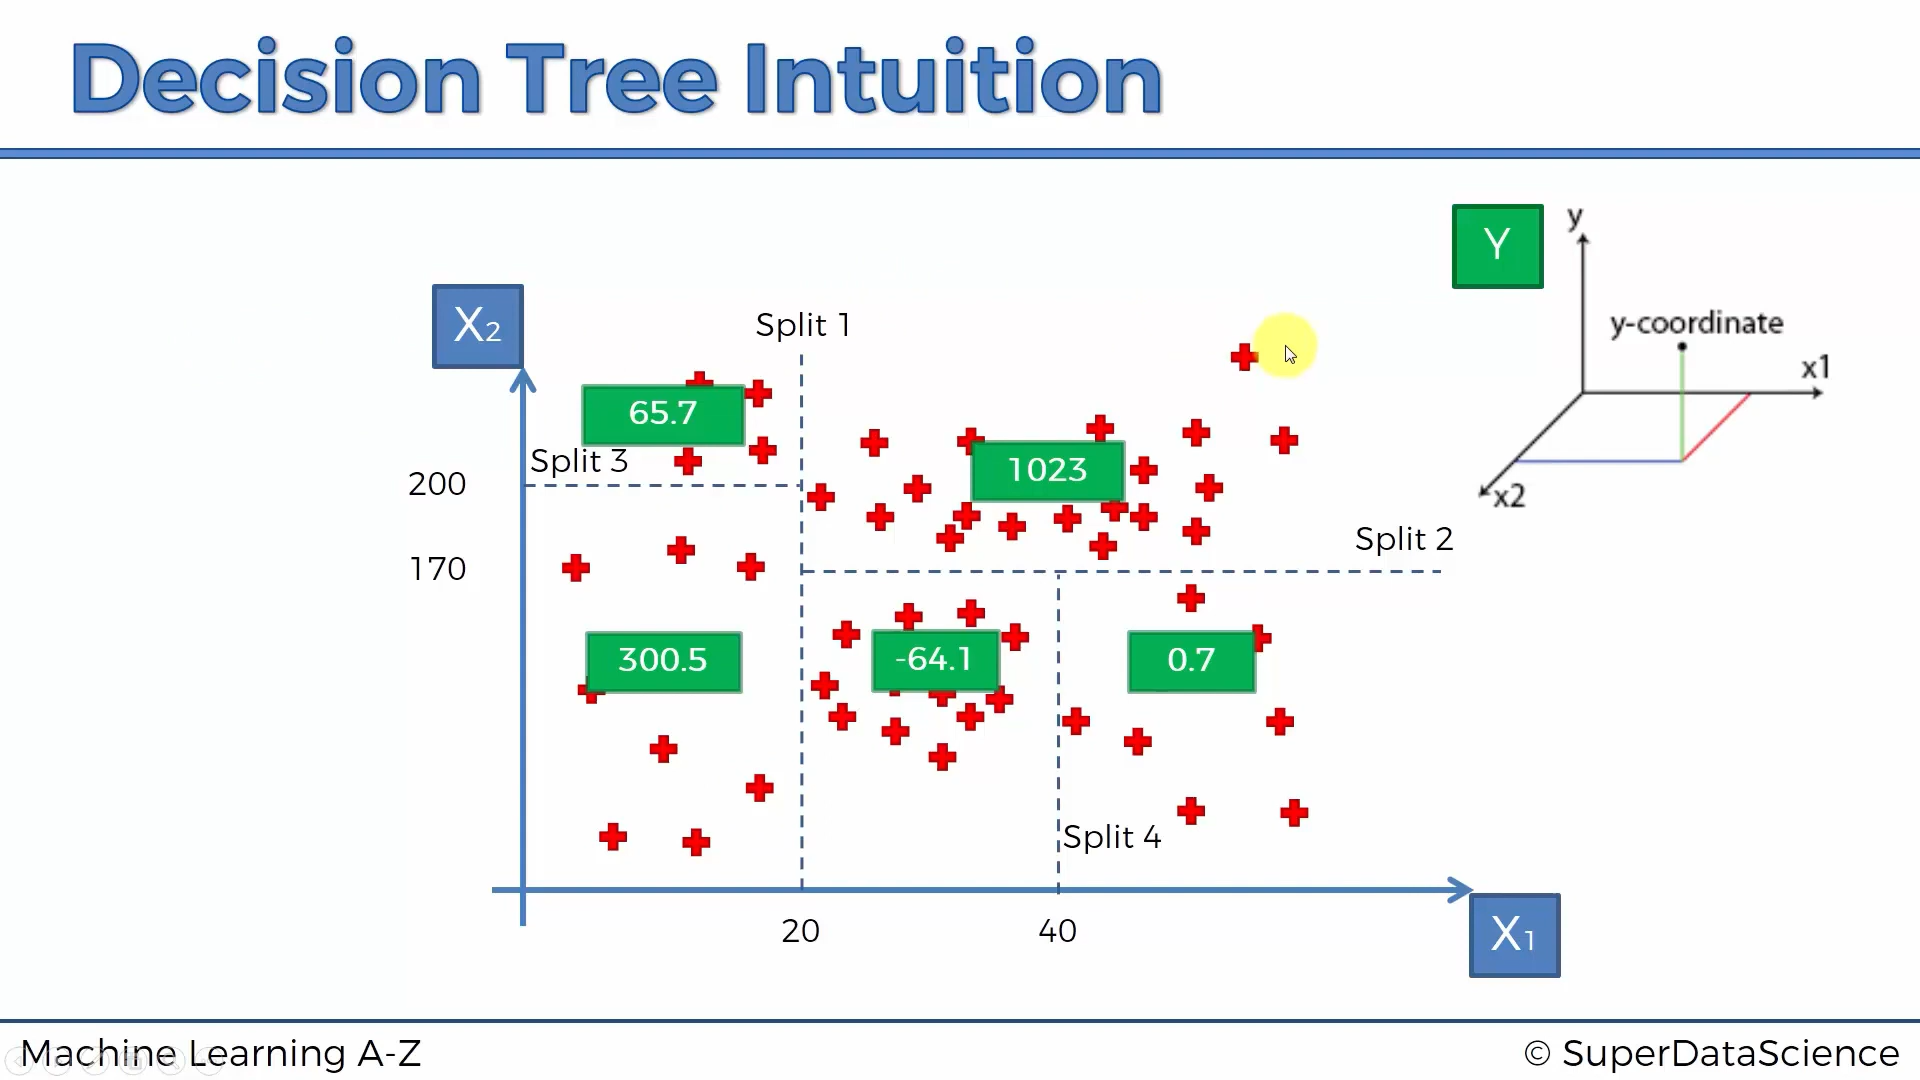 Decision Tree Intuition
Y
y
y-coordinate
x1
x2
X2
Split 1
65.7
Split 3
200
1023
170
Split 2
300.5
-64.1
0.7
Split 4
20
40
X1
Machine Learning A-Z
© SuperDataScience